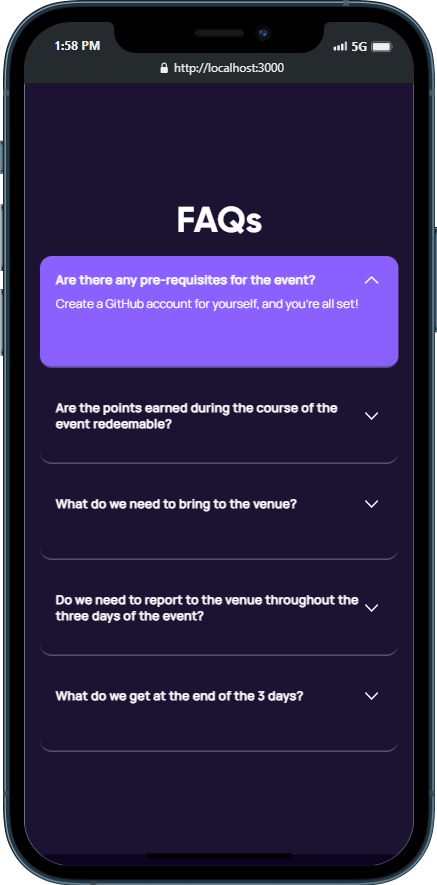 1:58 PM
5G
http://localhost:3000
FAQs
Are there any pre-requisites for the event?
Create a GitHub account for yourself, and you're all set!
Are the points earned during the course of the
event redeemable?
What do we need to bring to the venue?
Do we need to report to the venue throughout the
three days of the event?
What do we get at the end of the 3 days?